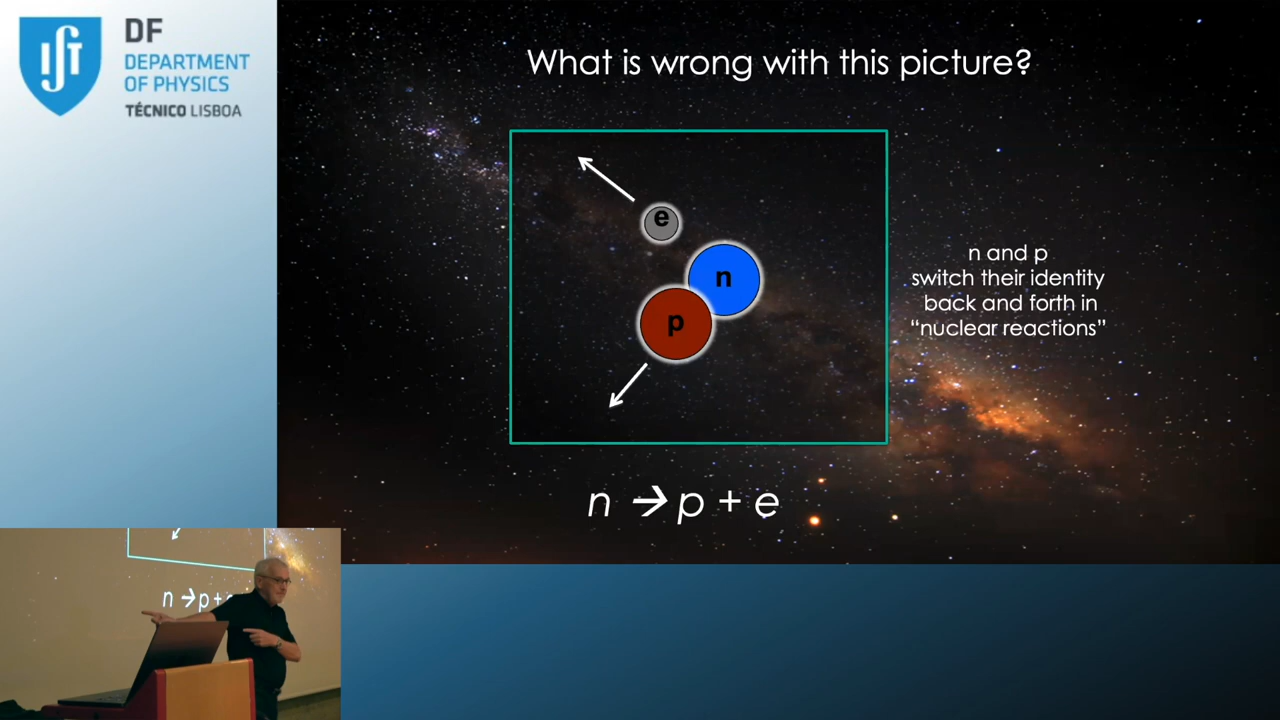 DF
DEPARTMENT
OF PHYSICS
TÉCNICO LISBOA
What is wrong with this picture?
e
n
p
n and p
switch their identity
back and forth in
“nuclear reactions”
n → p + e
n → p +